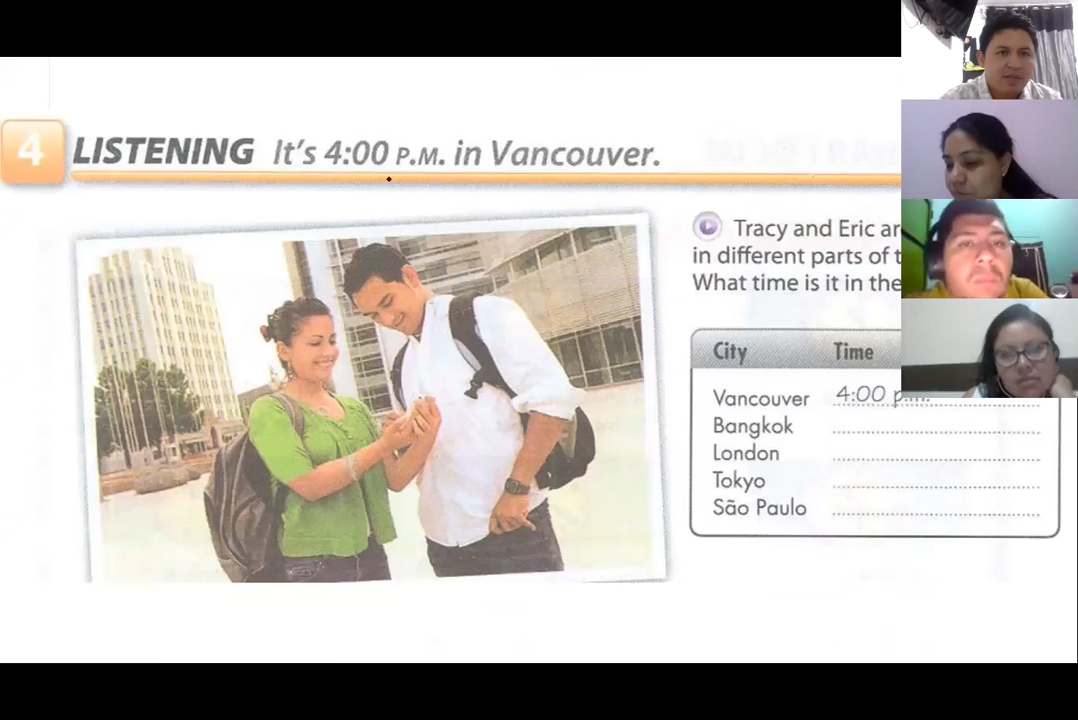 4 LISTENING It's 4:00 P.M. in Vancouver.
Tracy and Eric ar
in different parts of t
What time is it in the
City Time
Vancouver 4:00 p.m.
Bangkok
London
Tokyo
São Paulo